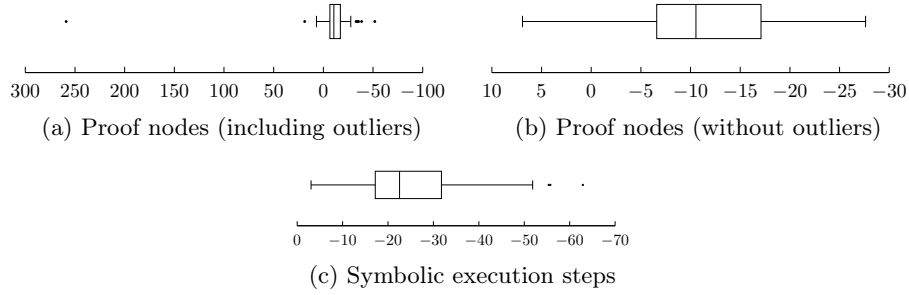 300 250 200 150 100 50 0 −50 −100
10 5 0 −5 −10 −15 −20 −25 −30
(a) Proof nodes (including outliers)
(b) Proof nodes (without outliers)
0 −10 −20 −30 −40 −50 −60 −70
(c) Symbolic execution steps